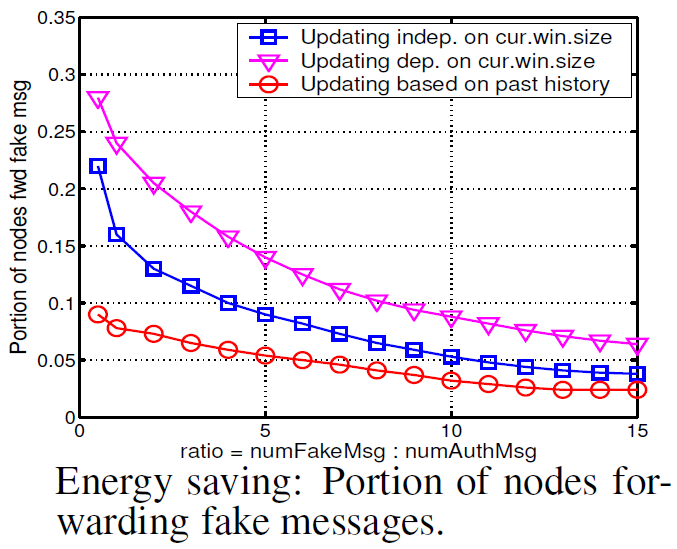 0.35
0.3
0.25
0.2
0.15
0.1
0.05
0
Portion of nodes fwd fake msg
Updating indep. on cur.win.size
Updating dep. on cur.win.size
Updating based on past history
0 5 10 15
ratio = numFakeMsg : numAuthMsg
Energy saving: Portion of nodes for-
warding fake messages.